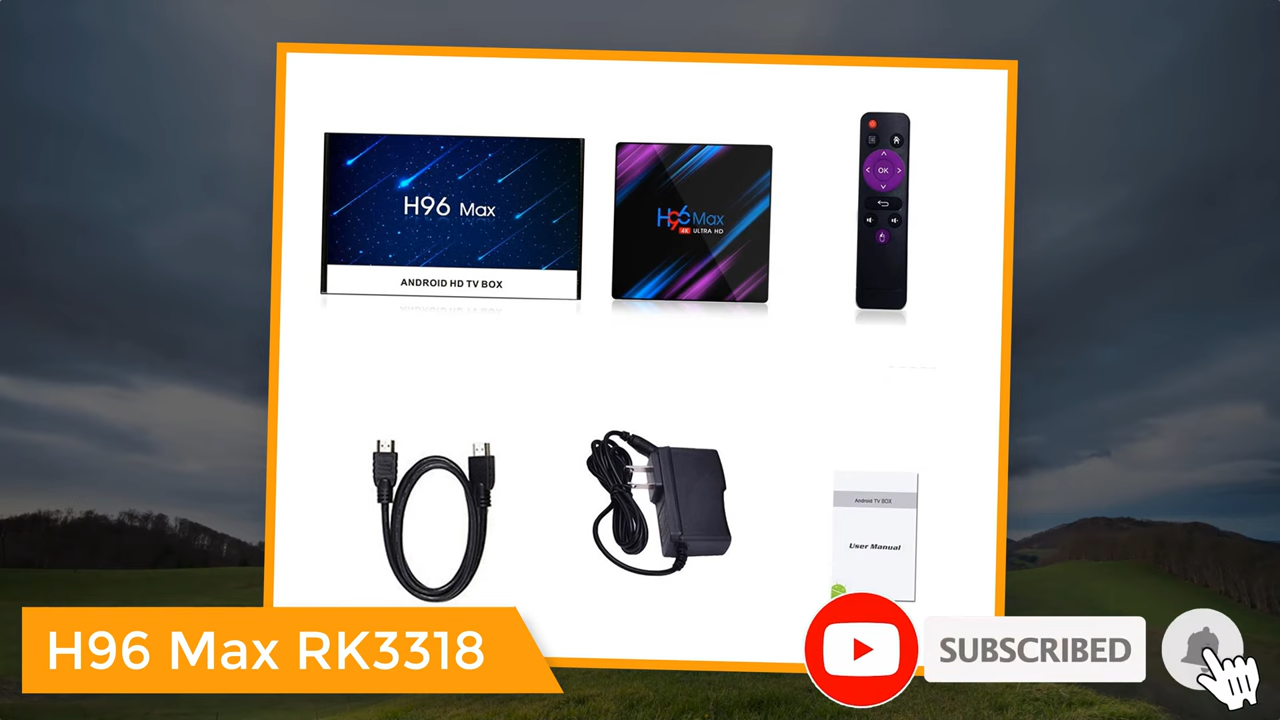 H96 Max
ANDROID HD TV BOX
H96 Max
4K ULTRA HD
OK
Android TV BOX
User Manual
H96 Max RK3318
SUBSCRIBED